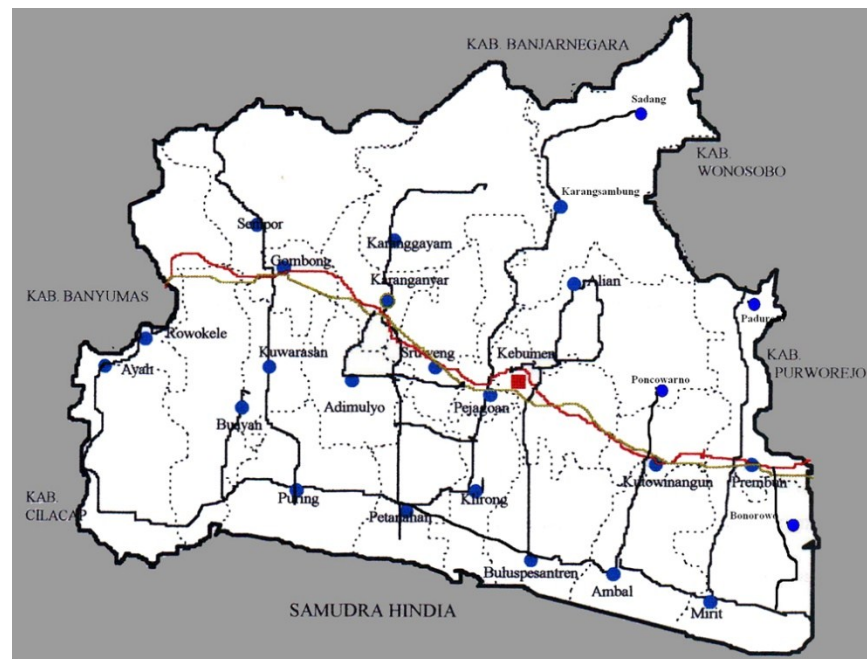 KAB. BANJARNEGARA
Sadang
KAB.
WONOSOBO
Karangsambung
Sempor
Karanggayam
Gombong
Karanganyar
Alian
KAB. BANYUMAS
Padureso
Rowokele
Ayah
Kuwarasan
Sruweng
Kebumen
KAB.
PURWOREJO
Adimulyo
Pejagoan
Poncowarno
Buayan
Kutowinangun
Prembun
KAB.
CILACAP
Puring
Klirong
Petanahan
Bonorowo
Buluspesantren
Ambal
SAMUDRA HINDIA
Mirit